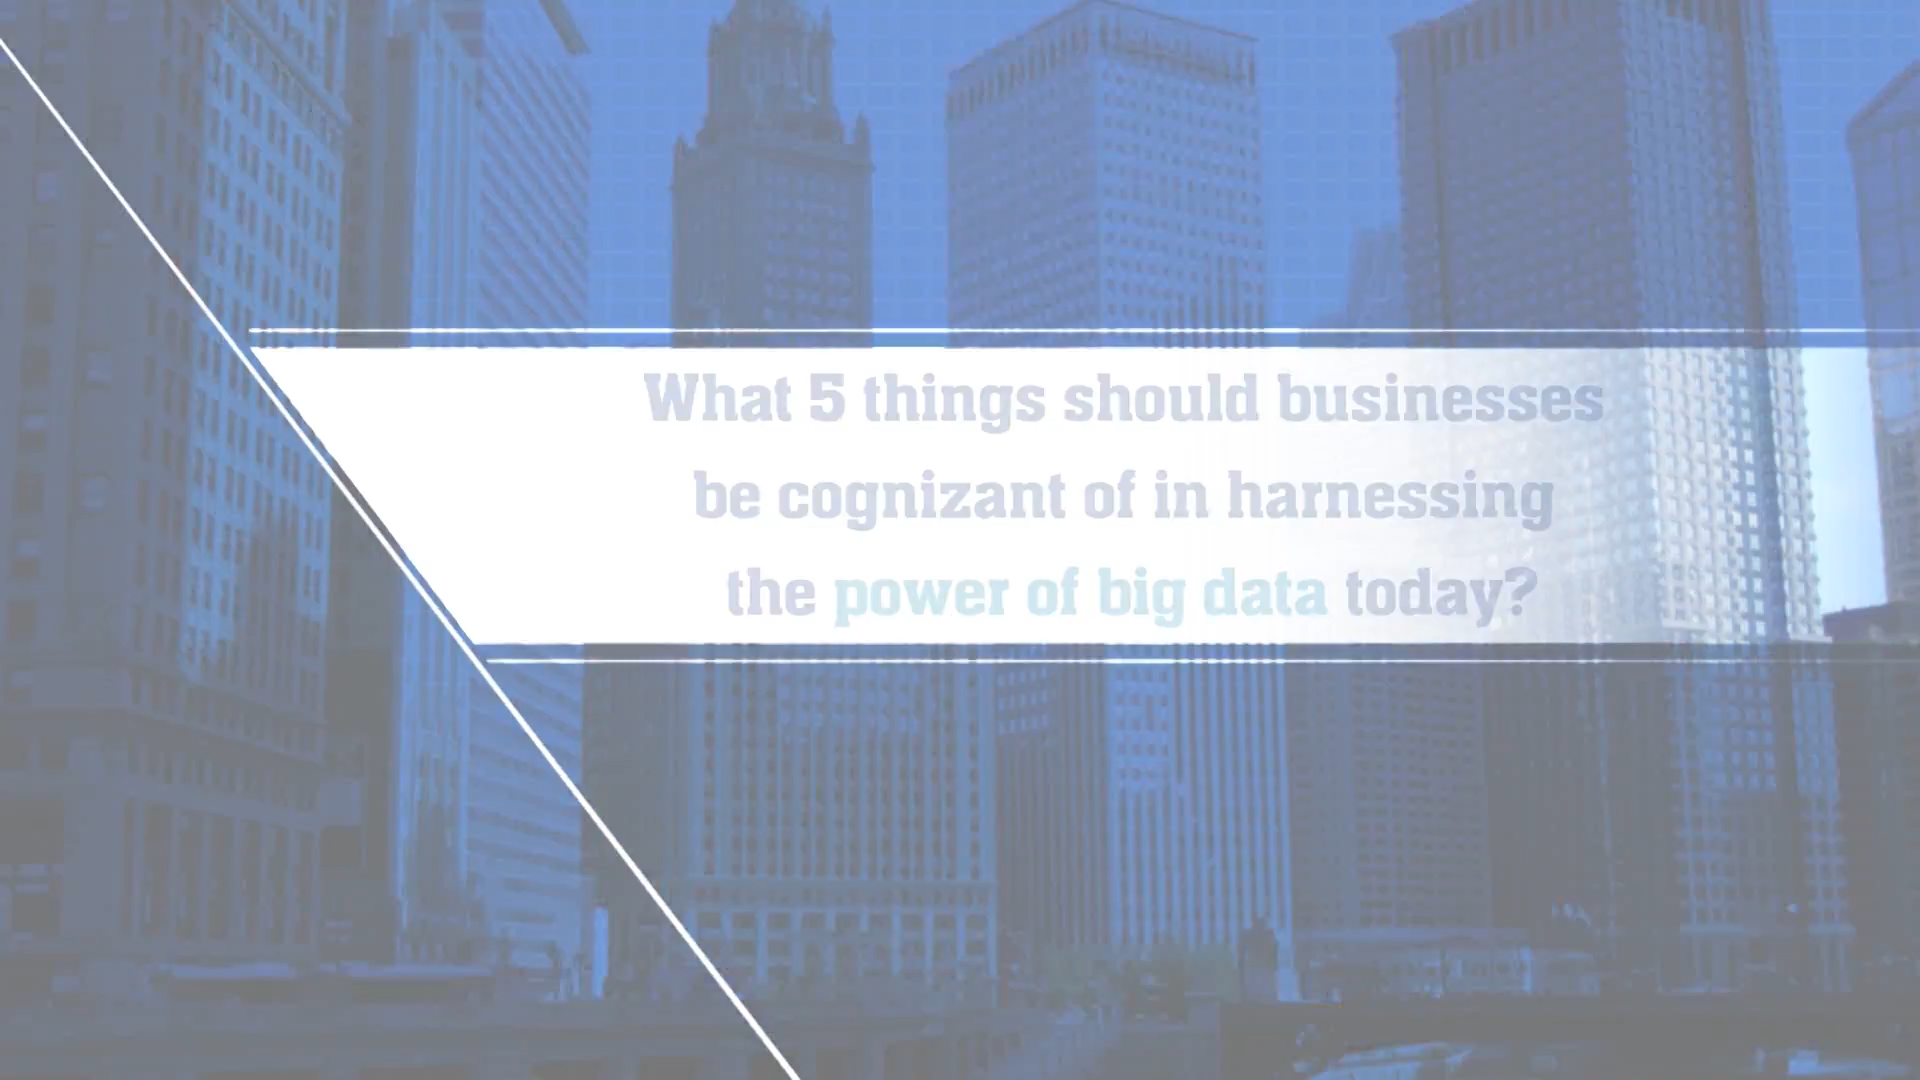 What 5 things should businesses
be cognizant of in harnessing
the power of big data today?